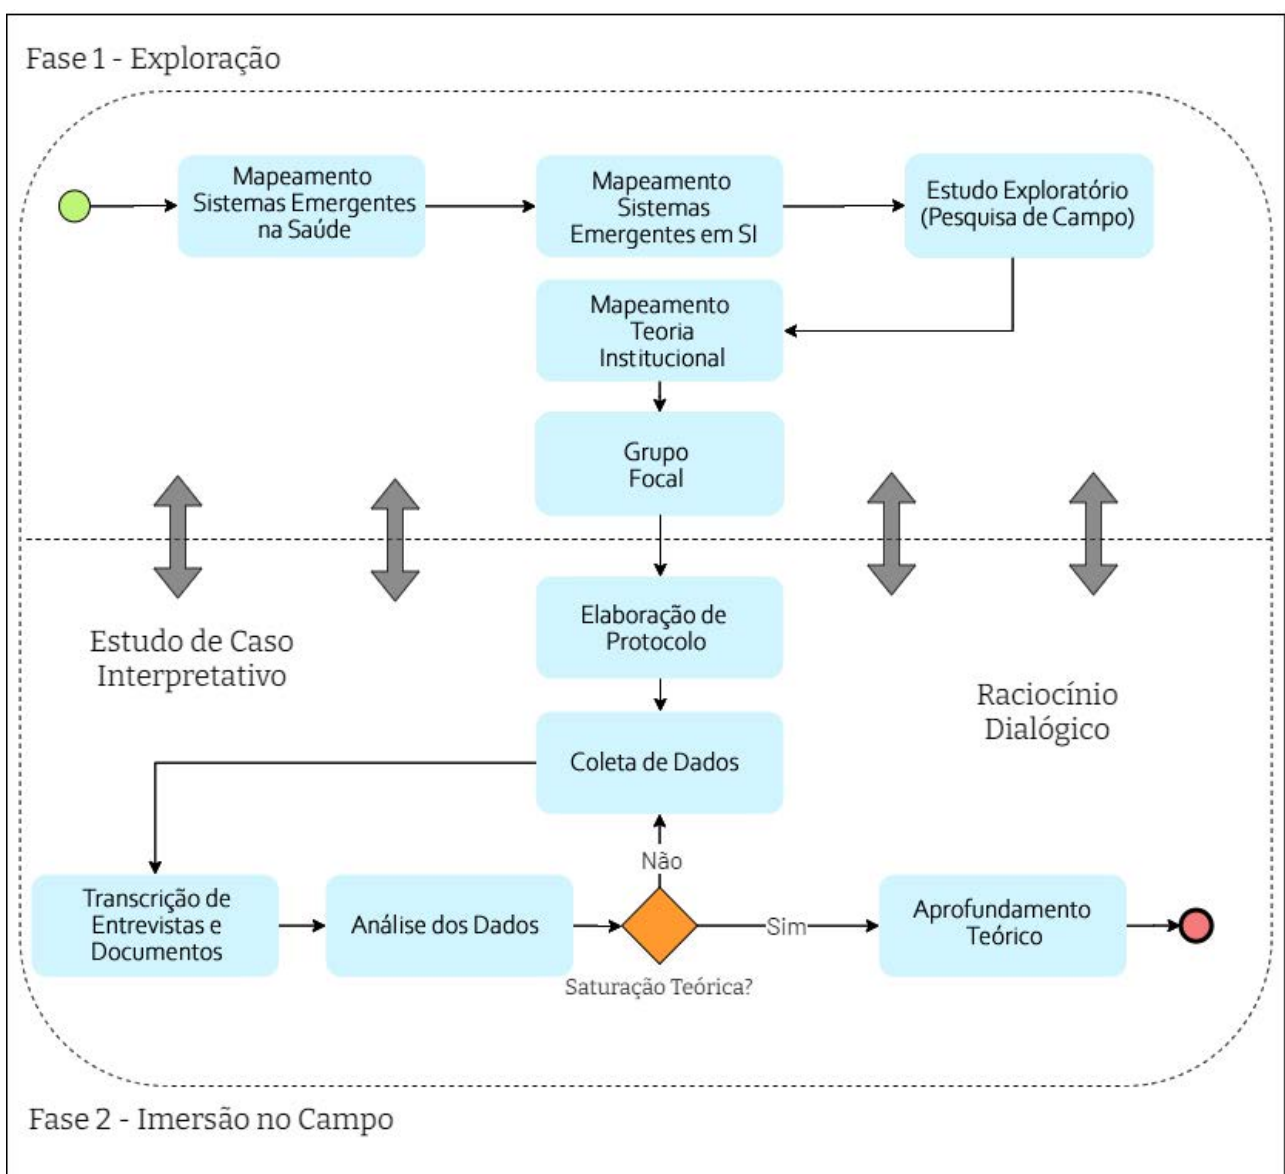 Fase 1 - Exploração
Mapeamento
Sistemas Emergentes
na Saúde
Mapeamento
Sistemas
Emergentes em SI
Estudo Exploratório
(Pesquisa de Campo)
Mapeamento
Teoria
Institucional
Grupo
Focal
Elaboração de
Protocolo
Estudo de Caso
Interpretativo
Raciocínio
Dialógico
Coleta de Dados
Não
Transcrição de
Entrevistas e
Documentos
Análise dos Dados
Sim
Aprofundamento
Teórico
Saturação Teórica?
Fase 2 - Imersão no Campo